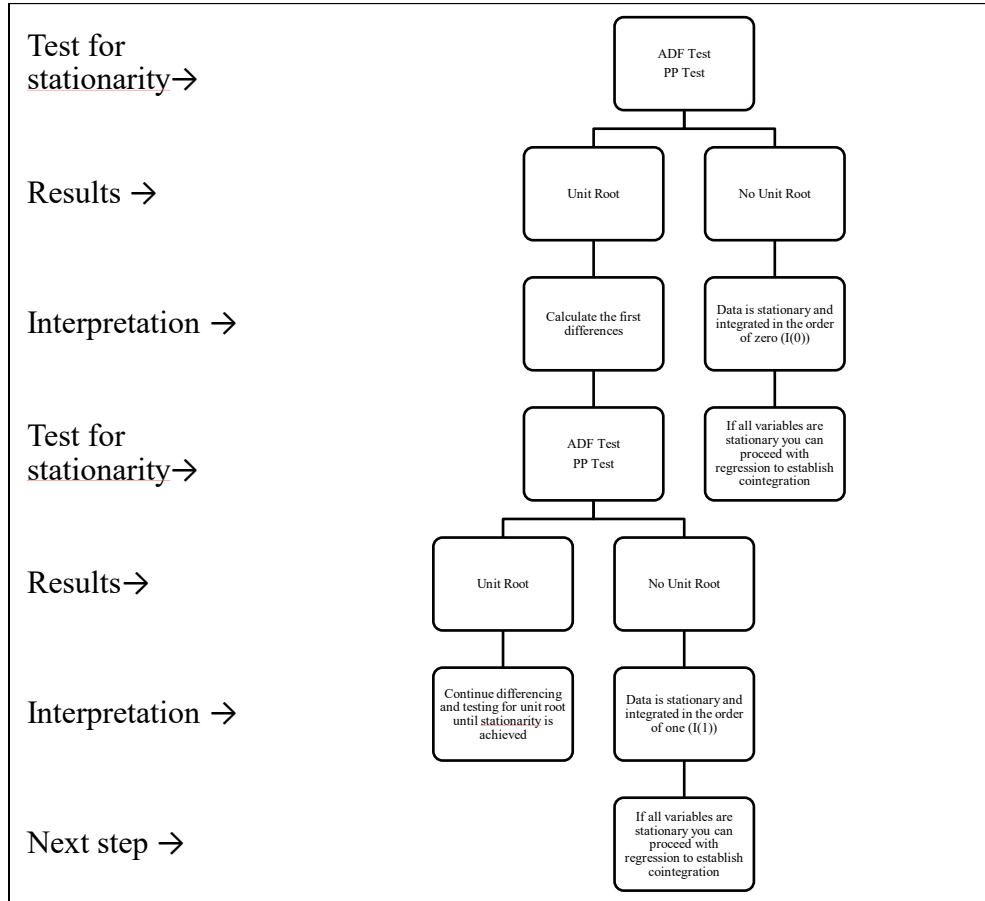 Test for
stationarity→
ADF Test
PP Test
Results →
Unit Root
No Unit Root
Interpretation →
Calculate the first
differences
Data is stationary and
integrated in the order
of zero (I(0))
Test for
stationarity→
ADF Test
PP Test
If all variables are
stationary you can
proceed with
regression to establish
cointegration
Results→
Unit Root
No Unit Root
Interpretation →
Continue differencing
and testing for unit root
until stationarity is
achieved
Data is stationary and
integrated in the order
of one (I(1))
Next step →
If all variables are
stationary you can
proceed with
regression to establish
cointegration